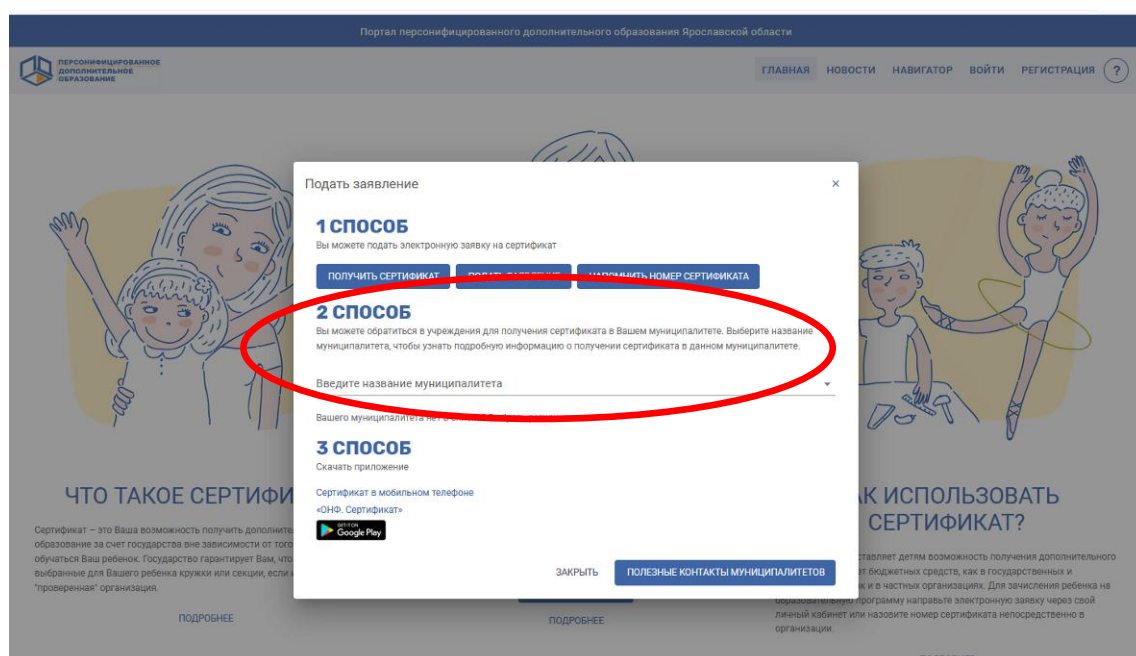 Портал персонифицированного дополнительного образования Ярославской области
ПЕРСОНИФИЦИРОВАННОЕ
ДОПОЛНИТЕЛЬНОЕ
ОБРАЗОВАНИЕ
ГЛАВНАЯ НОВОСТИ НАВИГАТОР ВОЙТИ РЕГИСТРАЦИЯ ?
Подать заявление ×
1 СПОСОБ
Вы можете подать электронную заявку на сертификат
ПОЛУЧИТЬ СЕРТИФИКАТ ПОДАТЬ ЗАЯВЛЕНИЕ НАПОМНИТЬ НОМЕР СЕРТИФИКАТА
2 СПОСОБ
Вы можете обратиться в учреждения для получения сертификата в Вашем муниципалитете. Выберите название
муниципалитета, чтобы узнать подробную информацию о получении сертификата в данном муниципалитете.
Введите название муниципалитета
Вашего муниципалитета нет в
3 СПОСОБ
Скачать приложение
Сертификат в мобильном телефоне
«ОНФ. Сертификат»
GET IT ON
Google Play
ЗАКРЫТЬ ПОЛЕЗНЫЕ КОНТАКТЫ МУНИЦИПАЛИТЕТОВ
ЧТО ТАКОЕ СЕРТИФИ
Сертификат – это Ваша возможность получить дополните
образование за счет государства вне зависимости от того
обучаться Ваш ребенок. Государство гарантирует Вам, что
выбранные для Вашего ребенка кружки или секции, если
"проверенная" организация.
ПОДРОБНЕЕ
ПОДРОБНЕЕ
К ИСПОЛЬЗОВАТЬ
СЕРТИФИКАТ?
ставляет детям возможность получения дополнительного
ет бюджетных средств, как в государственных и
к и в частных организациях. Для зачисления ребенка на
образовательную программу направьте электронную заявку через свой
личный кабинет или назовите номер сертификата непосредственно в
организации.